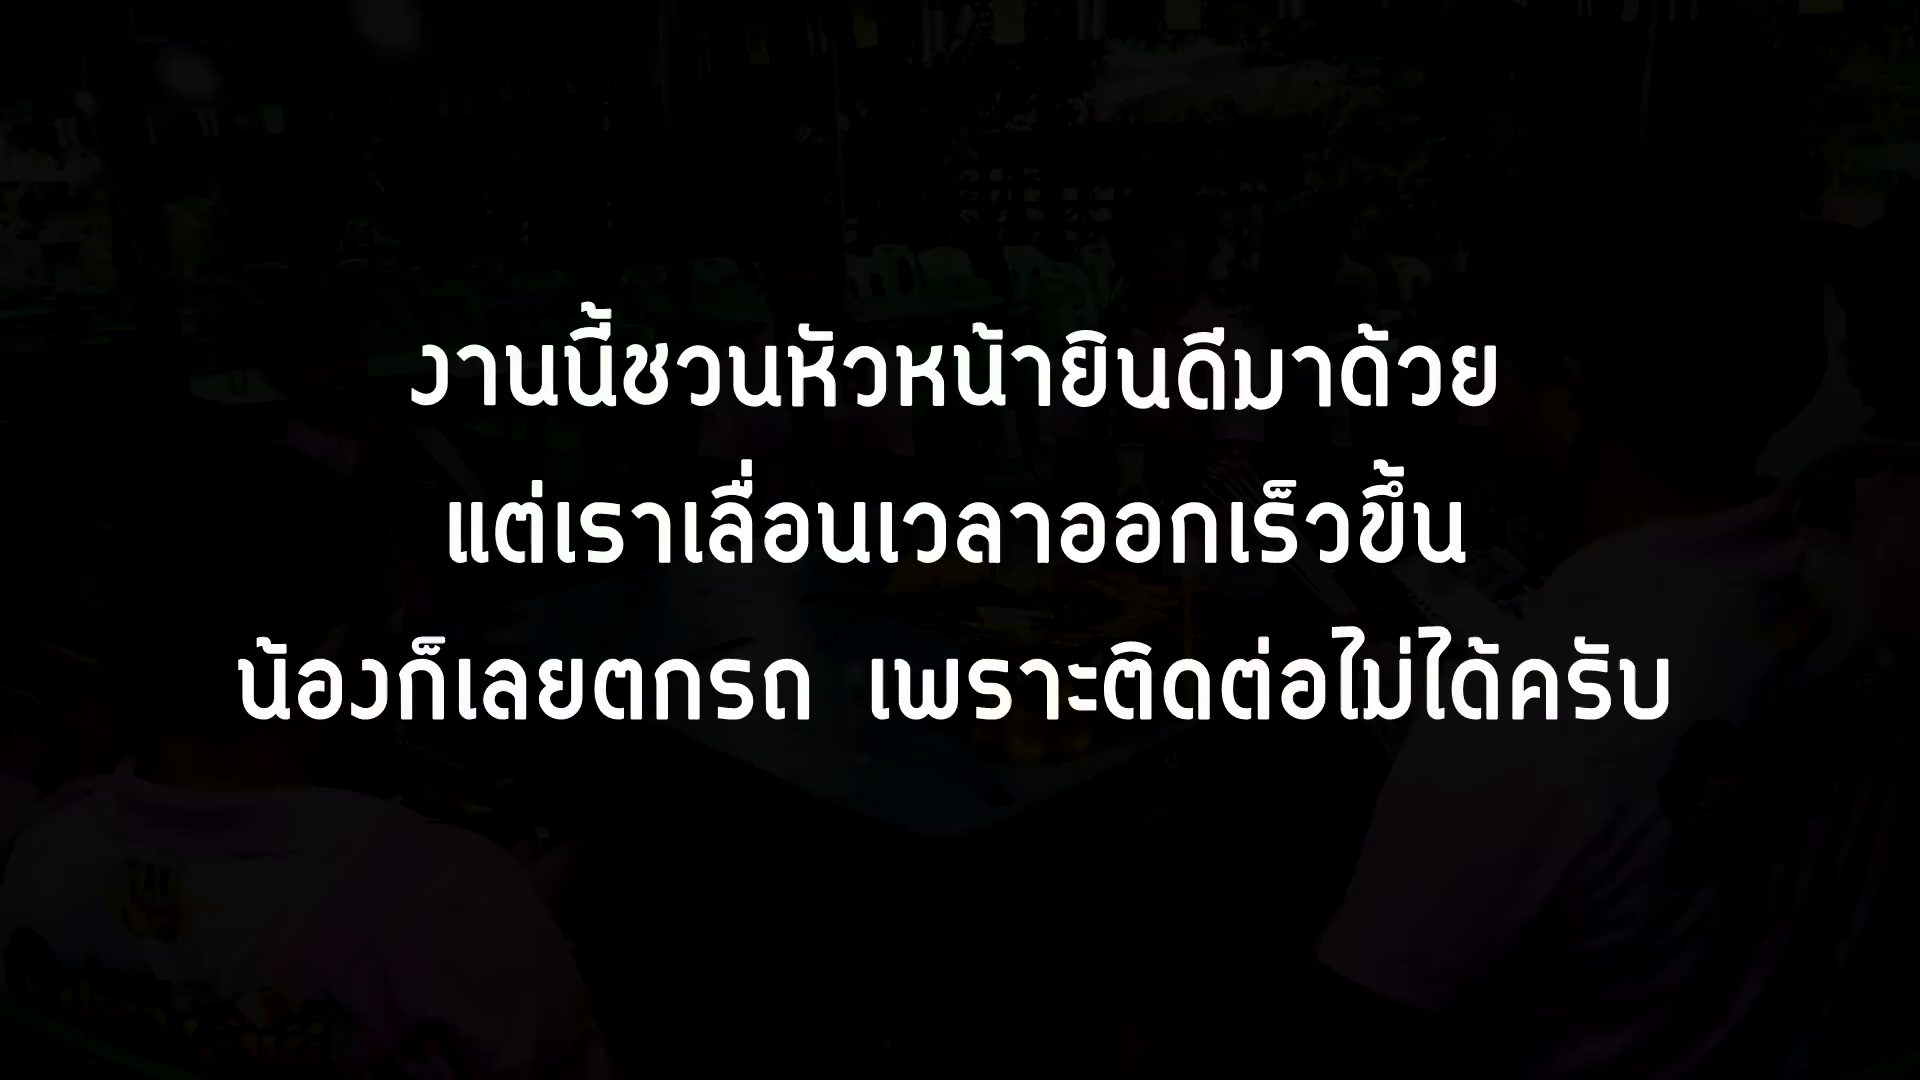 งานนี้ชวนหัวหน้ายินดีมาด้วย
แต่เราเลื่อนเวลาออกเร็วขึ้น
น้องก็เลยตกรถ เพราะติดต่อไม่ได้ครับ